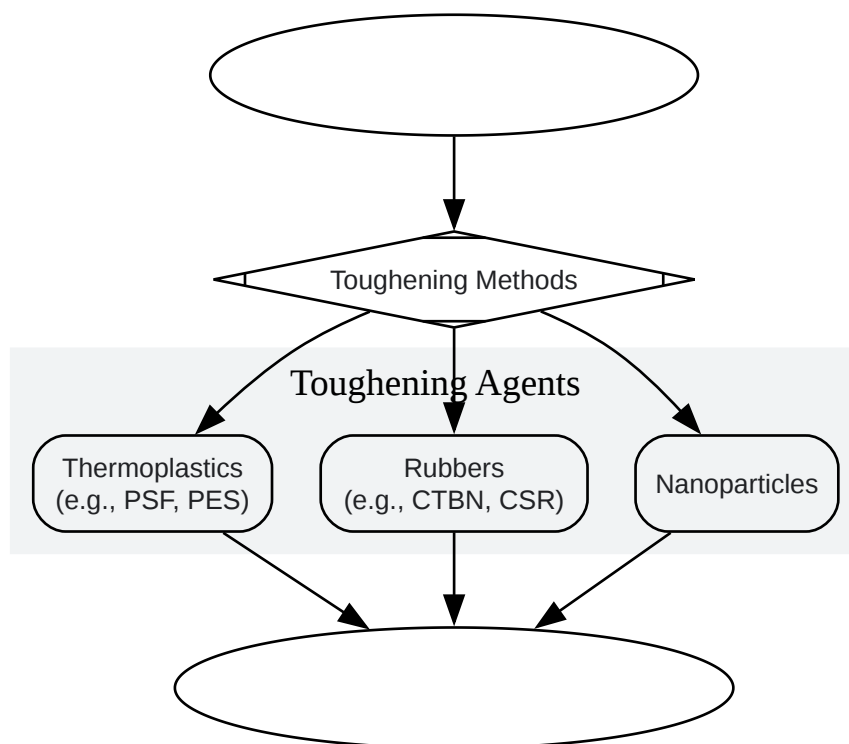 Toughening Methods
Toughening Agents
Thermoplastics
(e.g., PSF, PES)
Rubbers
(e.g., CTBN, CSR)
Nanoparticles